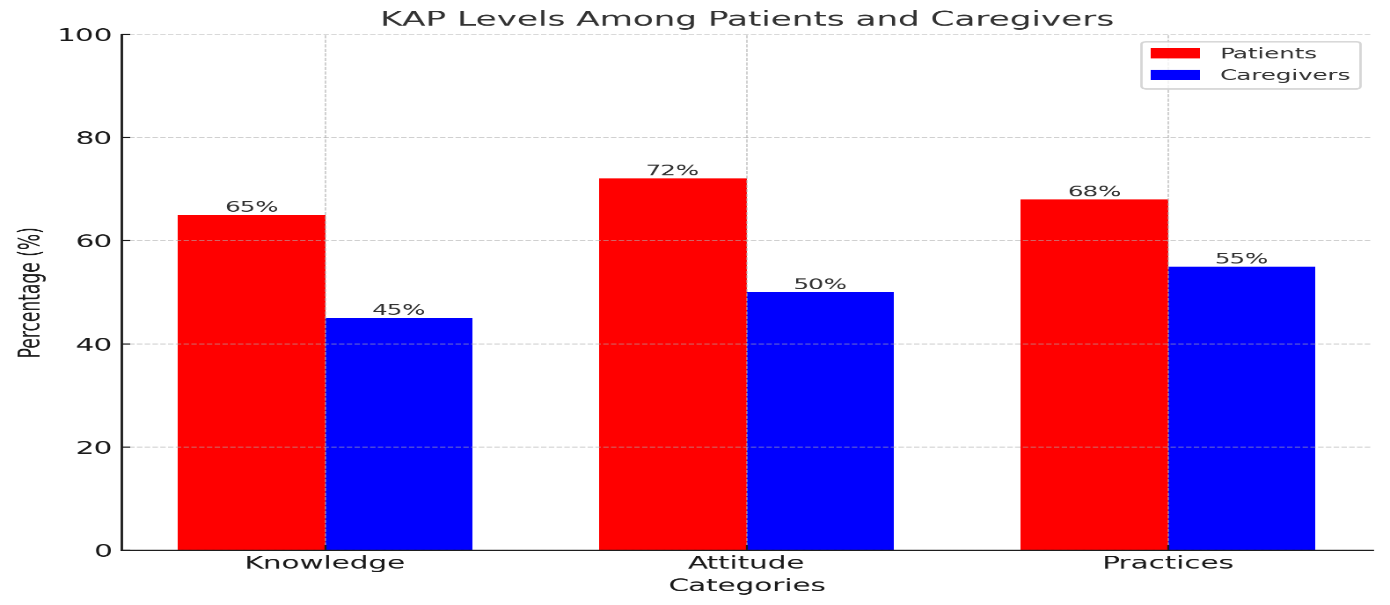 KAP Levels Among Patients and Caregivers
Patients
Caregivers
Percentage (%)
100
80
60
40
20
0
65%
45%
72%
50%
68%
55%
Knowledge
Attitude
Practices
Categories